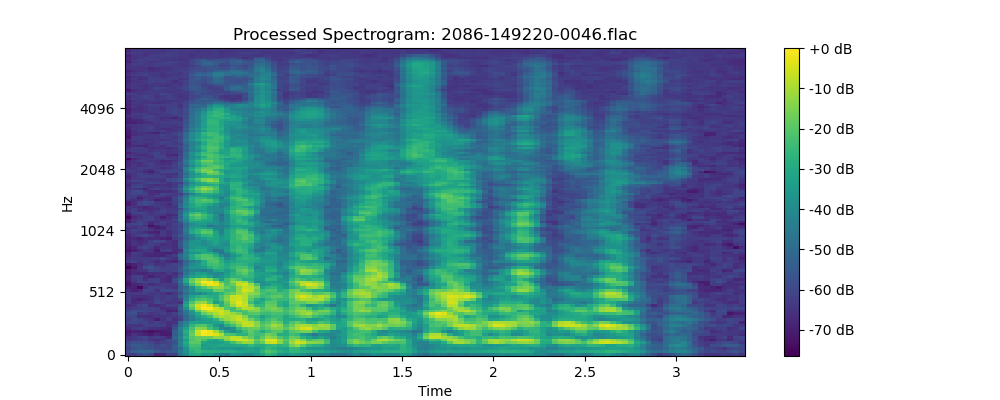 Processed Spectrogram: 2086-149220-0046.flac
+0 dB
-10 dB
-20 dB
-30 dB
-40 dB
-50 dB
-60 dB
-70 dB
Hz
4096
2048
1024
512
0
0 0.5 1 1.5 2 2.5 3
Time